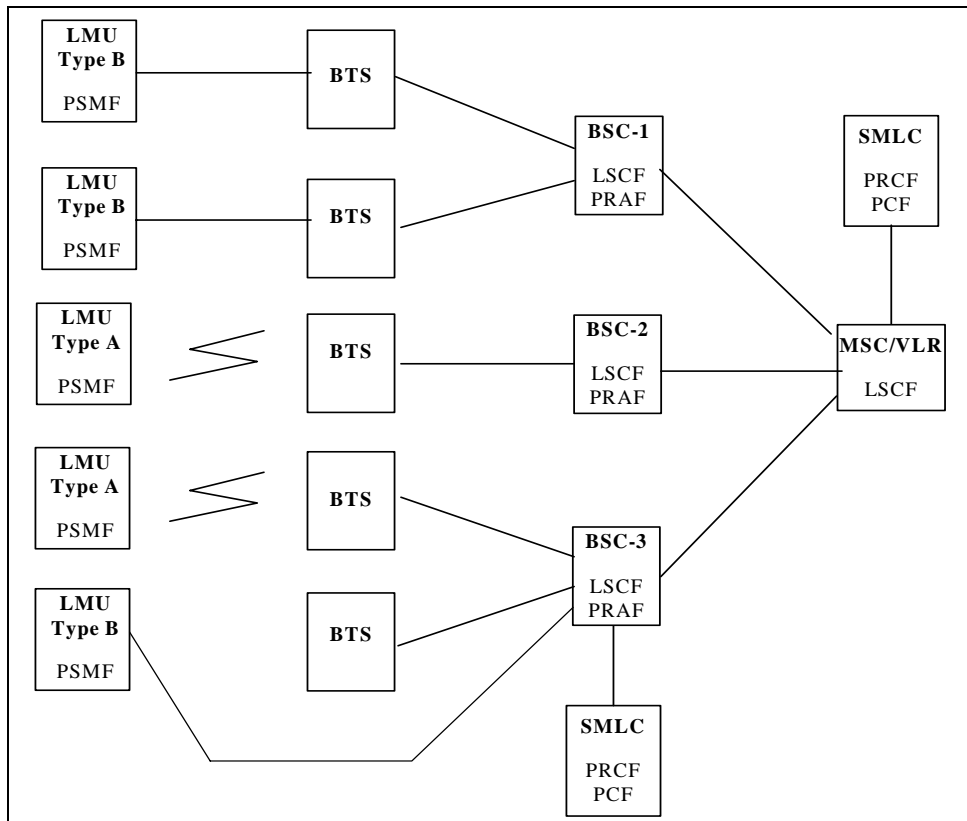 LMU
Type B
PSMF
BTS
BSC-1
LSCF
PRAF
SMLC
PRCF
PCF
LMU
Type B
PSMF
BTS
LMU
Type A
PSMF
BTS
BSC-2
LSCF
PRAF
MSC/VLR
LSCF
LMU
Type A
PSMF
BTS
BSC-3
LSCF
PRAF
LMU
Type B
PSMF
BTS
SMLC
PRCF
PCF